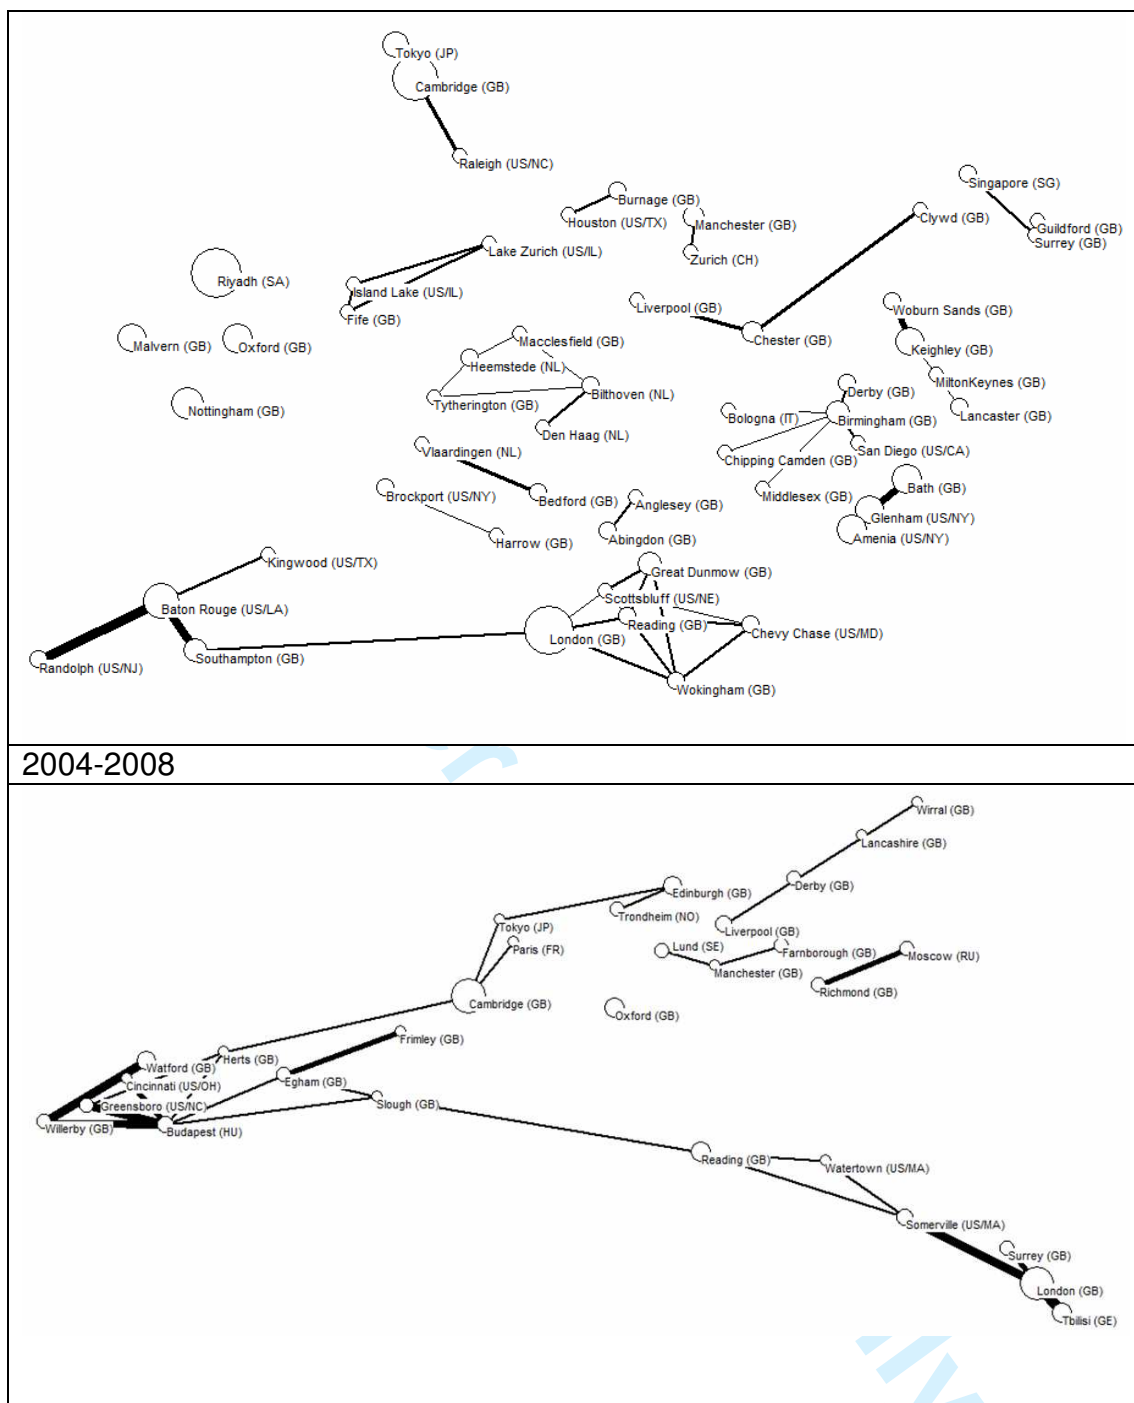 Tokyo (JP)
Cambridge (GB)
Raleigh (US/NC)
Singapore (SG)
Burnage (GB)
Houston (US/TX)
Manchester (GB)
Clywd (GB)
Guildford (GB)
Surrey (GB)
Lake Zurich (US/IL)
Zurich (CH)
Riyadh (SA)
Island Lake (US/IL)
Fife (GB)
Liverpool (GB)
Woburn Sands (GB)
Malvern (GB)
Oxford (GB)
Macclesfield (GB)
Chester (GB)
Keighley (GB)
Heemstede (NL)
MiltonKeynes (GB)
Nottingham (GB)
Tytherington (GB)
Bilthoven (NL)
Derby (GB)
Bologna (IT)
Birmingham (GB)
Lancaster (GB)
Den Haag (NL)
Vlaardingen (NL)
Chipping Camden (GB)
San Diego (US/CA)
Brockport (US/NY)
Bedford (GB)
Anglesey (GB)
Middlesex (GB)
Bath (GB)
Glenham (US/NY)
Harrow (GB)
Abingdon (GB)
Amenia (US/NY)
Kingwood (US/TX)
Great Dunmow (GB)
Scottsbluff (US/NE)
Baton Rouge (US/LA)
Reading (GB)
London (GB)
Chevy Chase (US/MD)
Randolph (US/NJ)
Southampton (GB)
Wokingham (GB)
2004-2008
Wirral (GB)
Lancashire (GB)
Edinburgh (GB)
Derby (GB)
Trondheim (NO)
Tokyo (JP)
Liverpool (GB)
Paris (FR)
Lund (SE)
Farnborough (GB)
Moscow (RU)
Manchester (GB)
Richmond (GB)
Cambridge (GB)
Oxford (GB)
Frimley (GB)
Watford (GB)
Herts (GB)
Cincinnati (US/OH)
Egham (GB)
Greensboro (US/NC)
Slough (GB)
Willerby (GB)
Budapest (HU)
Reading (GB)
Watertown (US/MA)
Somerville (US/MA)
Surrey (GB)
London (GB)
Tbilisi (GE)